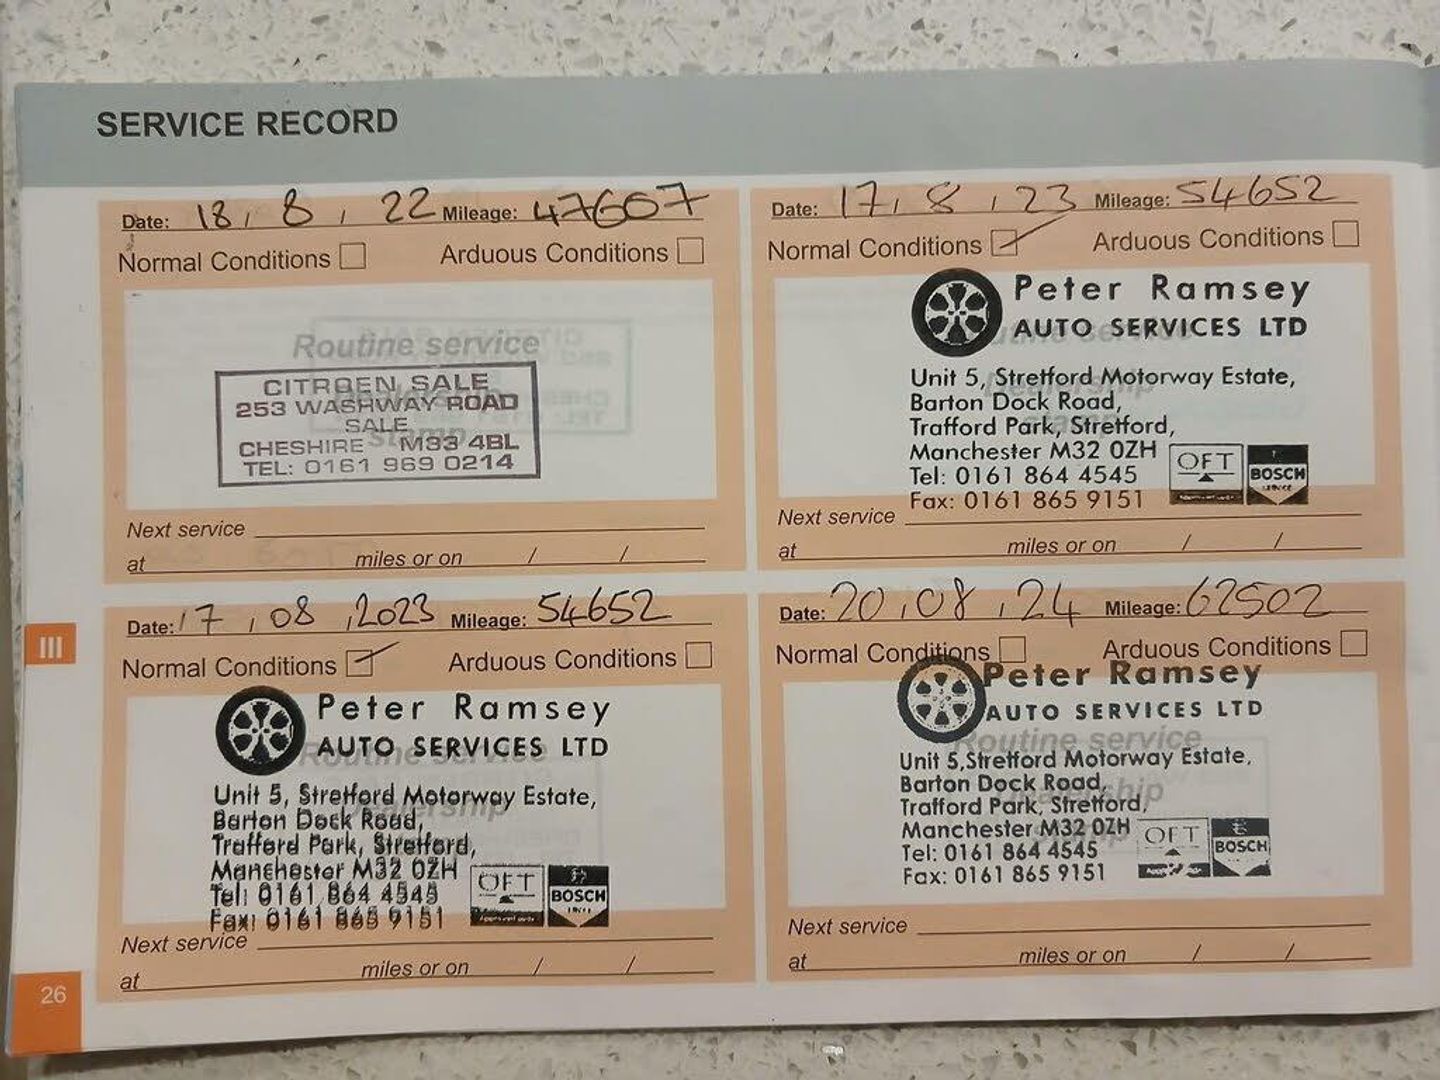 SERVICE RECORD
Date: 18 , 8 , 22 Mileage: 47607
Normal Conditions Arduous Conditions
Routine service
CITROEN SALE
253 WASHWAY ROAD
SALE
stamp
CHESHIRE M33 4BL
TEL: 0161 969 0214
Next service
at miles or on / /
Date: 17 , 8 , 23 Mileage: 54652
Normal Conditions Arduous Conditions
Peter Ramsey
AUTO SERVICES LTD
Unit 5, Stretford Motorway Estate,
Barton Dock Road,
Trafford Park, Stretford,
Manchester M32 0ZH
Tel: 0161 864 4545
Fax: 0161 865 9151
OFT
BOSCH
Next service
at miles or on / /
Date: 17 , 08 , 2023 Mileage: 54652
Normal Conditions Arduous Conditions
Peter Ramsey
AUTO SERVICES LTD
Routine service
Unit 5, Stretford Motorway Estate,
Barton Dock Road,
Trafford Park, Stretford,
Manchester M32 0ZH
Tel: 0161 864 4545
Fax: 0161 865 9151
OFT
BOSCH
Next service
at miles or on / /
Date: 20 , 08 , 24 Mileage: 62502
Normal Conditions Arduous Conditions
Peter Ramsey
AUTO SERVICES LTD
Routine service
Unit 5, Stretford Motorway Estate,
Barton Dock Road,
Trafford Park, Stretford,
Manchester M32 0ZH
Tel: 0161 864 4545
Fax: 0161 865 9151
OFT
BOSCH
Next service
at miles or on / /
III
26